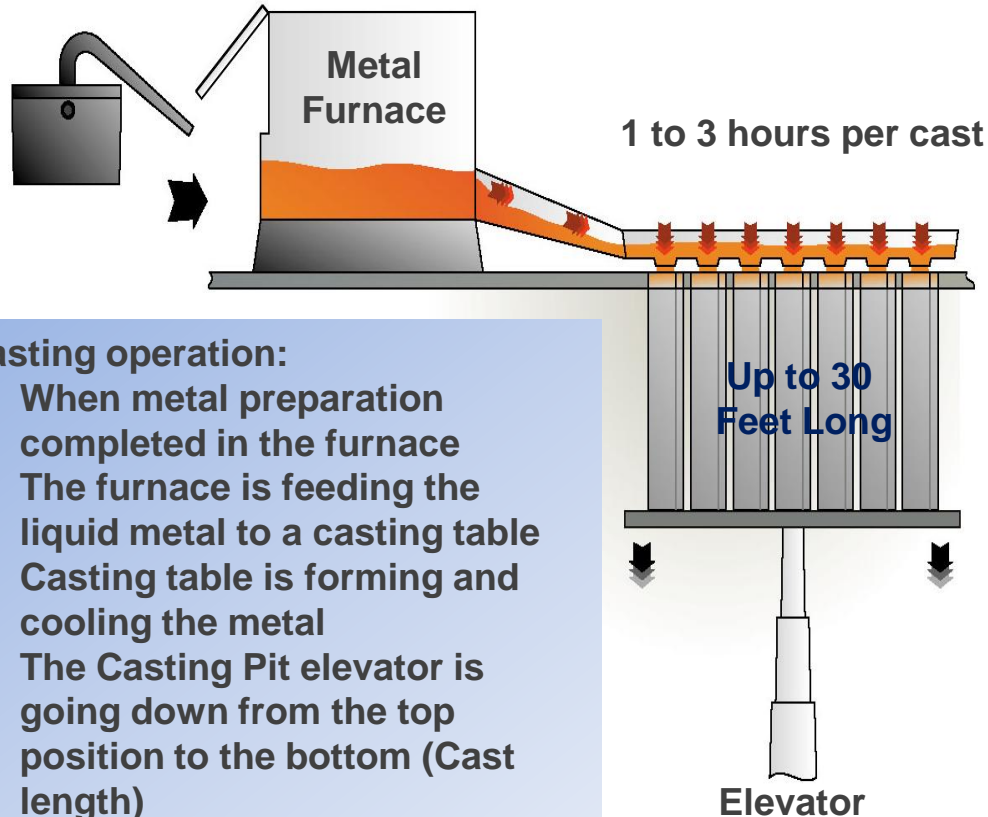 Metal
Furnace
1 to 3 hours per cast
Up to 30
Feet Long
asting operation:
When metal preparation
completed in the furnace
The furnace is feeding the
liquid metal to a casting table
Casting table is forming and
cooling the metal
The Casting Pit elevator is
going down from the top
position to the bottom (Cast
length)
Elevator